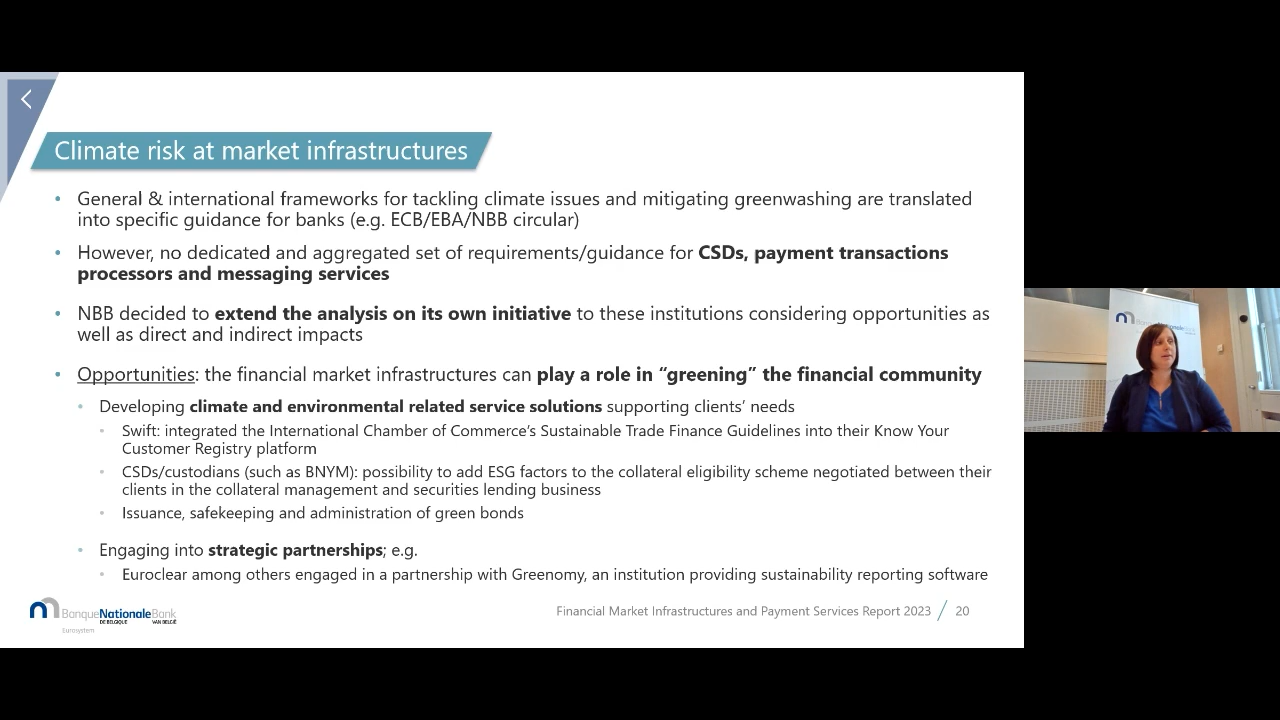 Climate risk at market infrastructures
• General & international frameworks for tackling climate issues and mitigating greenwashing are translated
into specific guidance for banks (e.g. ECB/EBA/NBB circular)
• However, no dedicated and aggregated set of requirements/guidance for CSDs, payment transactions
processors and messaging services
• NBB decided to extend the analysis on its own initiative to these institutions considering opportunities as
well as direct and indirect impacts
• Opportunities: the financial market infrastructures can play a role in “greening” the financial community
• Developing climate and environmental related service solutions supporting clients’ needs
• Swift: integrated the International Chamber of Commerce’s Sustainable Trade Finance Guidelines into their Know Your
Customer Registry platform
• CSDs/custodians (such as BNYM): possibility to add ESG factors to the collateral eligibility scheme negotiated between their
clients in the collateral management and securities lending business
• Issuance, safekeeping and administration of green bonds
• Engaging into strategic partnerships; e.g.
• Euroclear among others engaged in a partnership with Greenomy, an institution providing sustainability reporting software
BanqueNationaleBank
DE BELGIQUE VAN BELGIË
Eurosystem
Financial Market Infrastructures and Payment Services Report 2023 / 20
BanqueNationaleBank